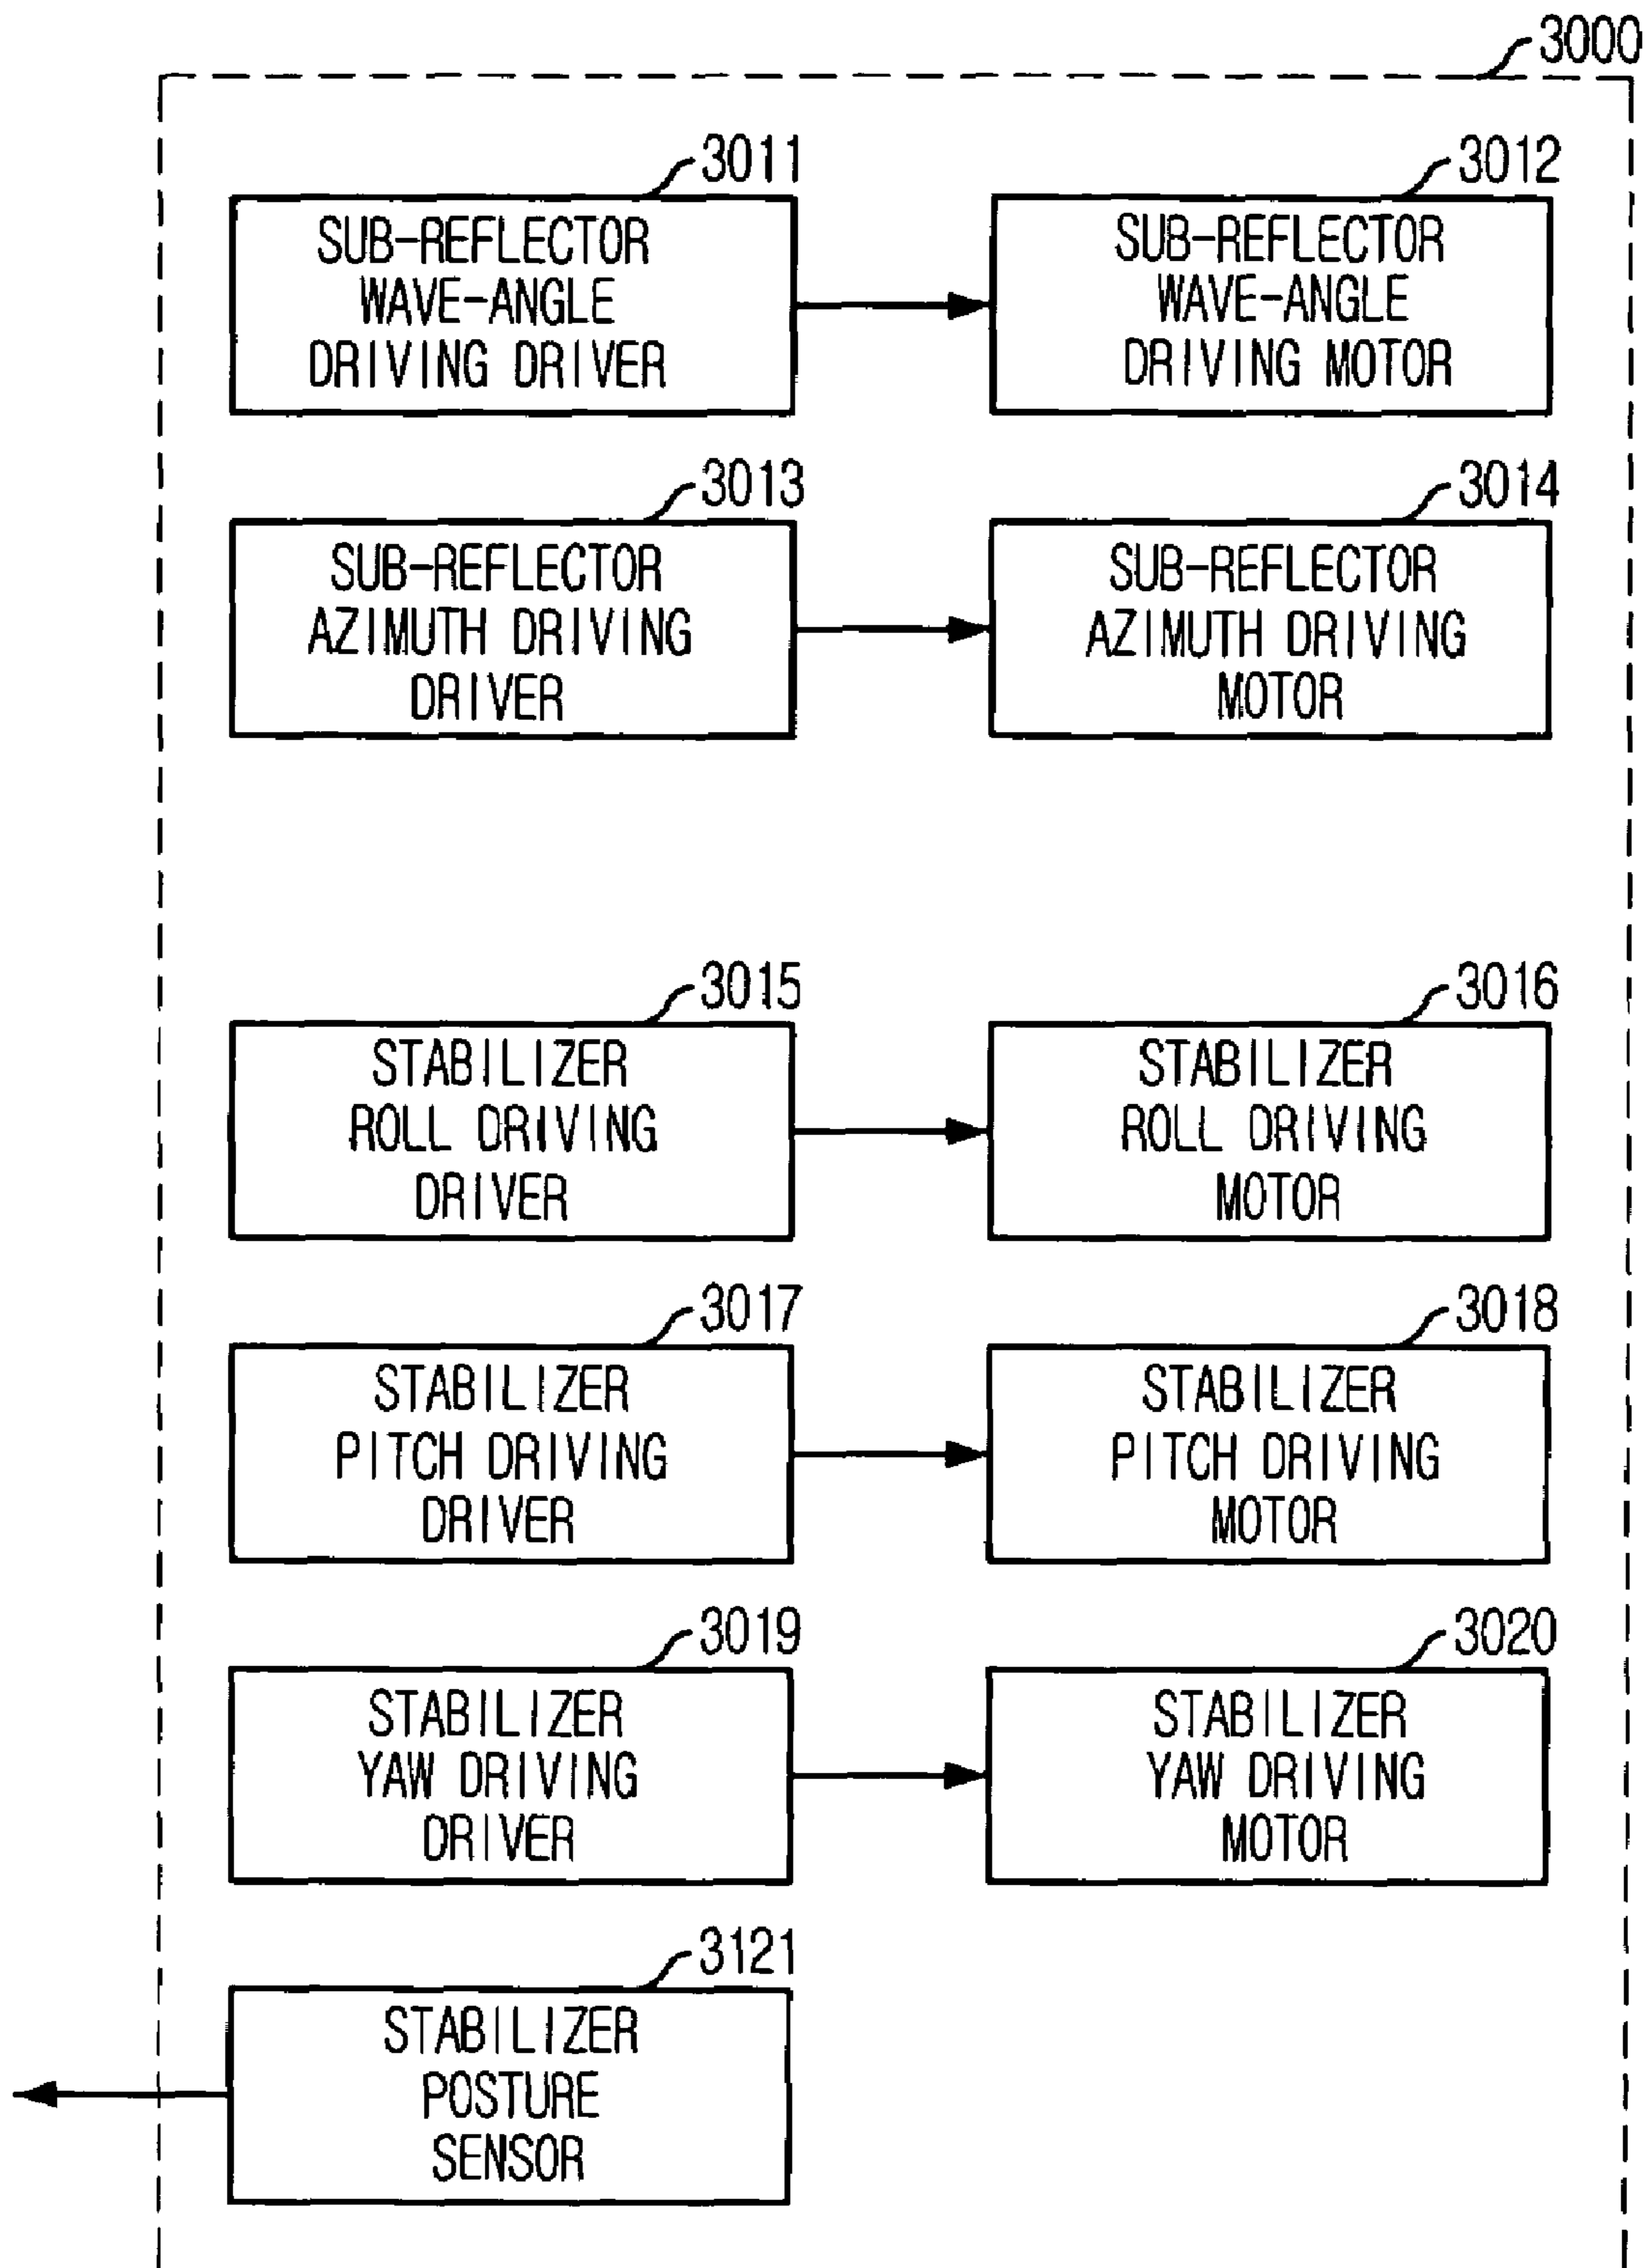 3000
3011
SUB-REFLECTOR
WAVE-ANGLE
DRIVING DRIVER
3012
SUB-REFLECTOR
WAVE-ANGLE
DRIVING MOTOR
3013
SUB-REFLECTOR
AZIMUTH DRIVING
DRIVER
3014
SUB-REFLECTOR
AZIMUTH DRIVING
MOTOR
3015
STABILIZER
ROLL DRIVING
DRIVER
3016
STABILIZER
ROLL DRIVING
MOTOR
3017
STABILIZER
PITCH DRIVING
DRIVER
3018
STABILIZER
PITCH DRIVING
MOTOR
3019
STABILIZER
YAW DRIVING
DRIVER
3020
STABILIZER
YAW DRIVING
MOTOR
3121
STABILIZER
POSTURE
SENSOR